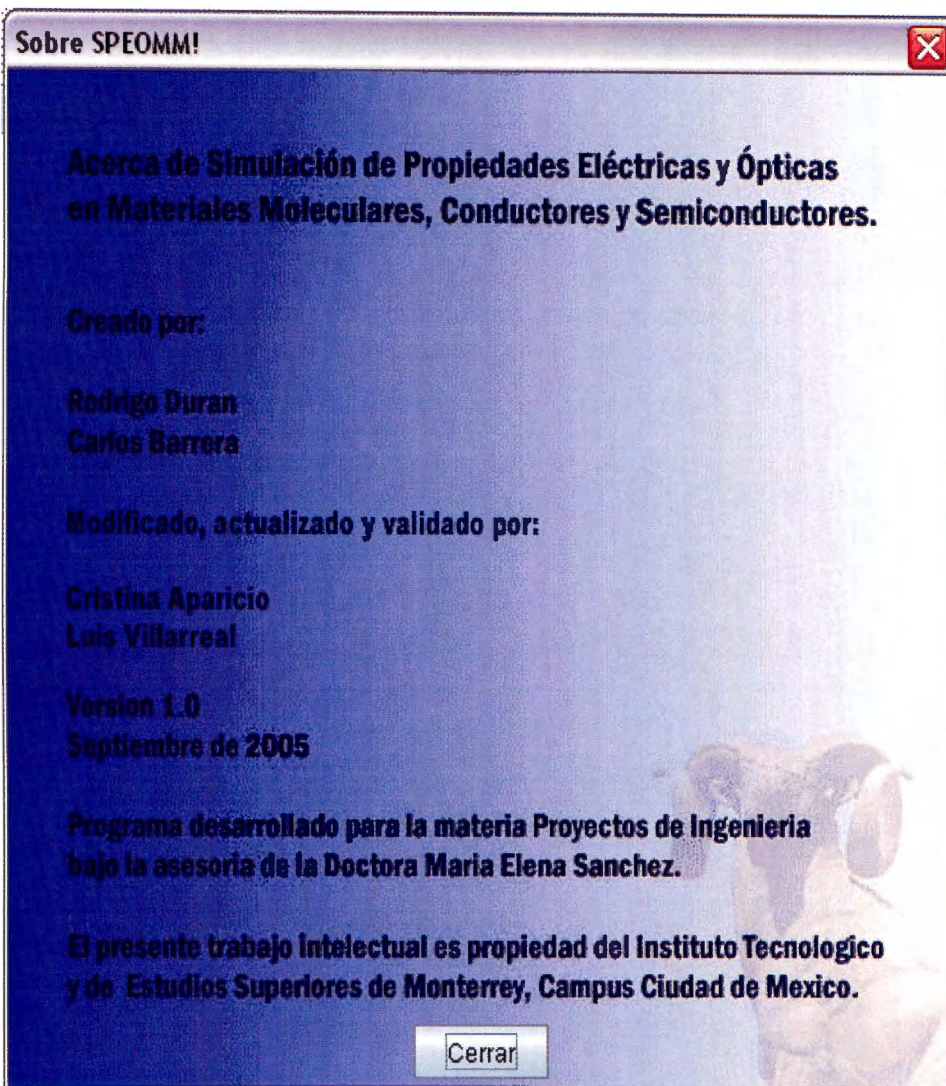 Sobre SPEOMM!
Acerca de Simulación de Propiedades Eléctricas y Ópticas
en Materiales Moleculares, Conductores y Semiconductores.
Creado por:
Rodrigo Duran
Carlos Barrera
Modificado, actualizado y validado por:
Cristina Aparicio
Luis Villarreal
Version 1.0
Septiembre de 2005
Programa desarrollado para la materia Proyectos de Ingenieria
bajo la asesoria de la Doctora Maria Elena Sanchez.
El presente trabajo intelectual es propiedad del Instituto Tecnologico
y de Estudios Superiores de Monterrey, Campus Ciudad de Mexico.
Cerrar